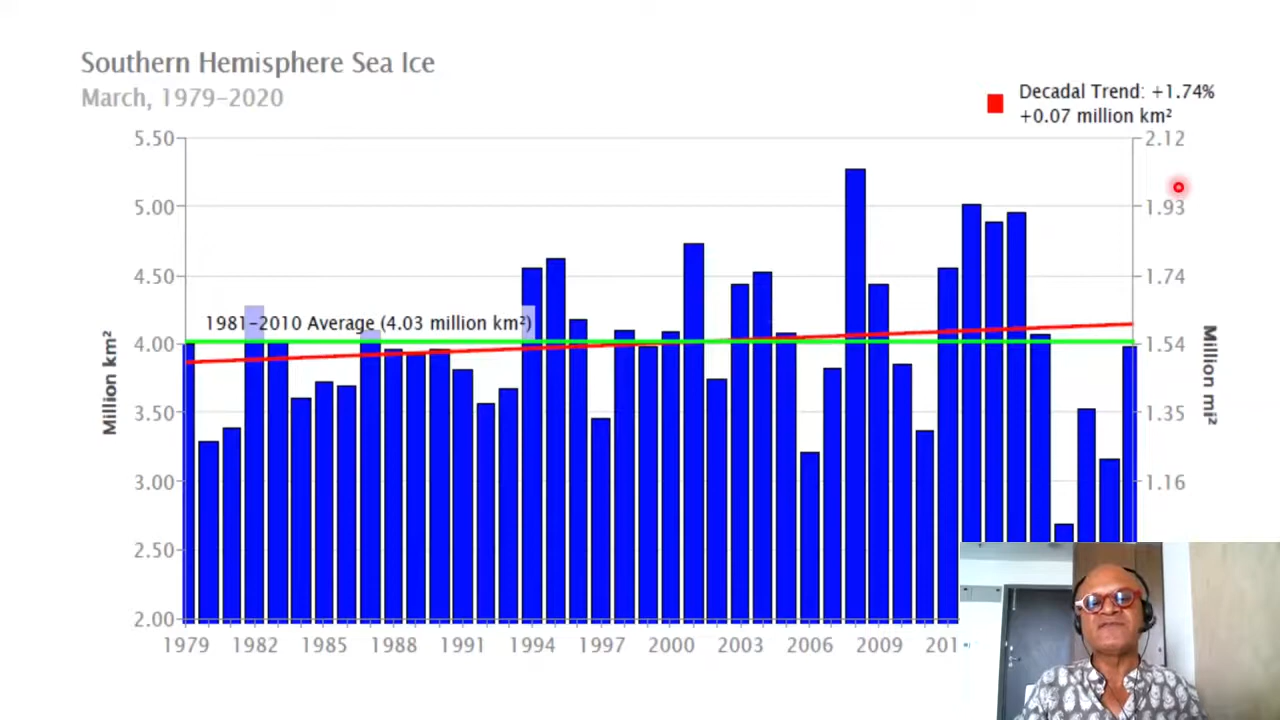 Southern Hemisphere Sea Ice
March, 1979–2020
Decadal Trend: +1.74%
+0.07 million km²
5.50
2.12
5.00
1.93
4.50
1.74
1981–2010 Average (4.03 million km²)
4.00
1.54
Million km²
Million mi²
3.50
1.35
3.00
1.16
2.50
2.00
1979 1982 1985 1988 1991 1994 1997 2000 2003 2006 2009 201